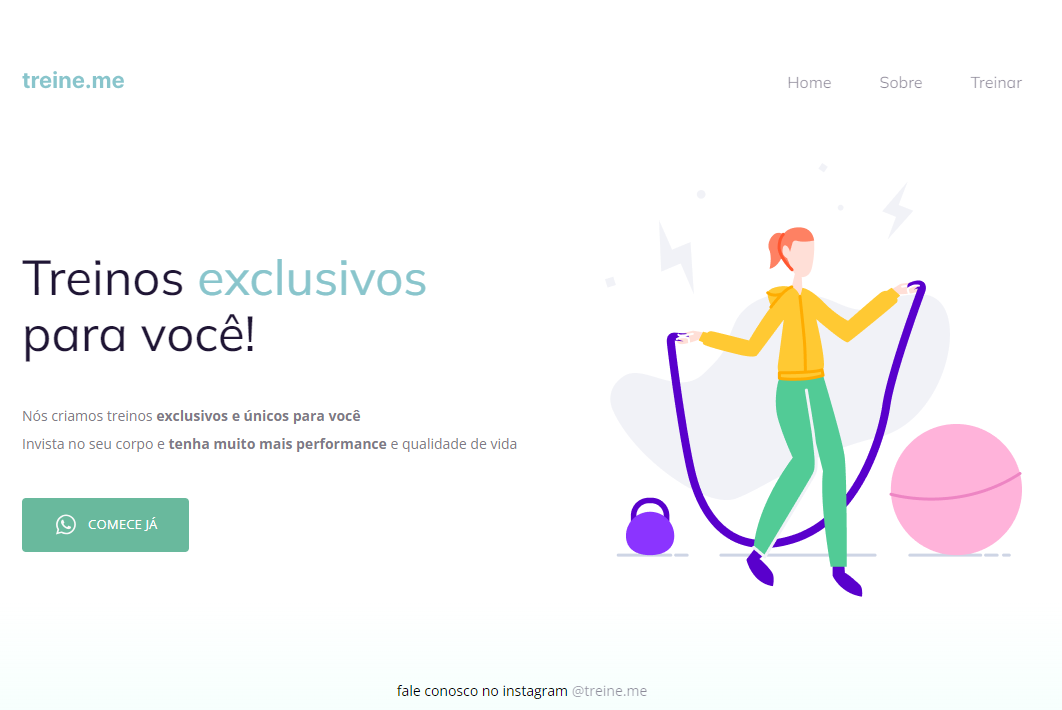 treine.me
Home Sobre Treinar
Treinos exclusivos
para você!
Nós criamos treinos exclusivos e únicos para você
Invista no seu corpo e tenha muito mais performance e qualidade de vida
COMECE JÁ
fale conosco no instagram @treine.me